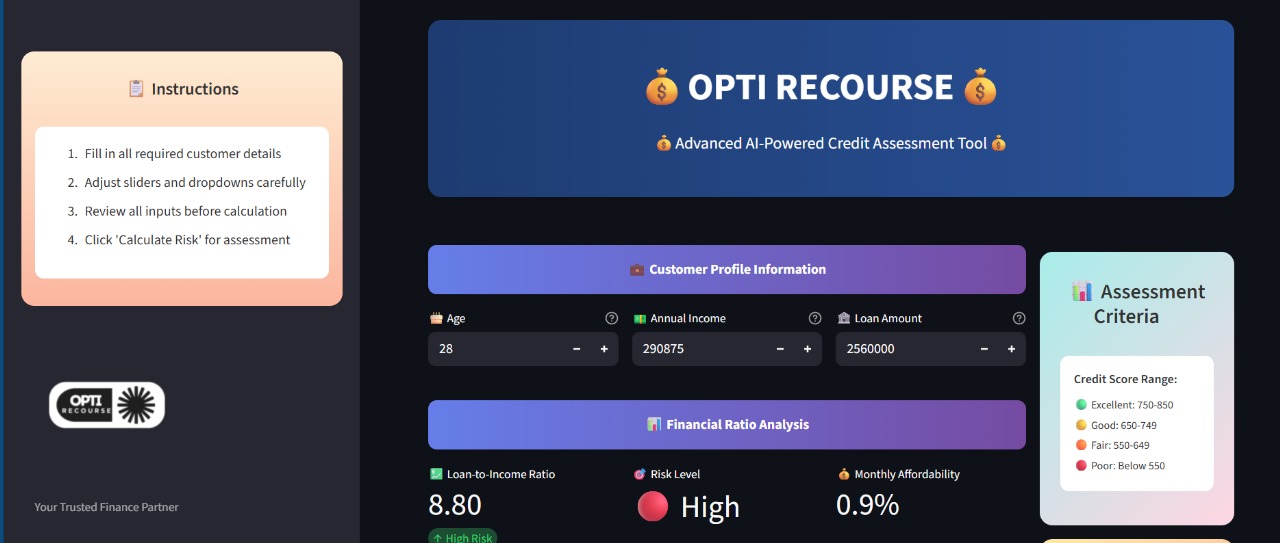 Instructions
1. Fill in all required customer details
2. Adjust sliders and dropdowns carefully
3. Review all inputs before calculation
4. Click 'Calculate Risk' for assessment
OPTI
RECOURSE
Your Trusted Finance Partner
OPTI RECOURSE
Advanced AI-Powered Credit Assessment Tool
Customer Profile Information
Age
28
Annual Income
290875
Loan Amount
2560000
Financial Ratio Analysis
Loan-to-Income Ratio
8.80
↑ High Risk
Risk Level
High
Monthly Affordability
0.9%
Assessment
Criteria
Credit Score Range:
Excellent: 750-850
Good: 650-749
Fair: 550-649
Poor: Below 550